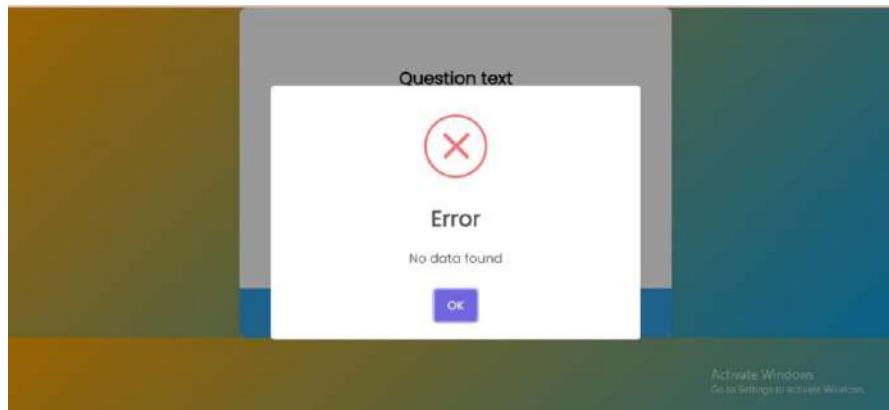 Question text
Error
No data found
OK
Activate Windows
Go to Settings to activate Windows.